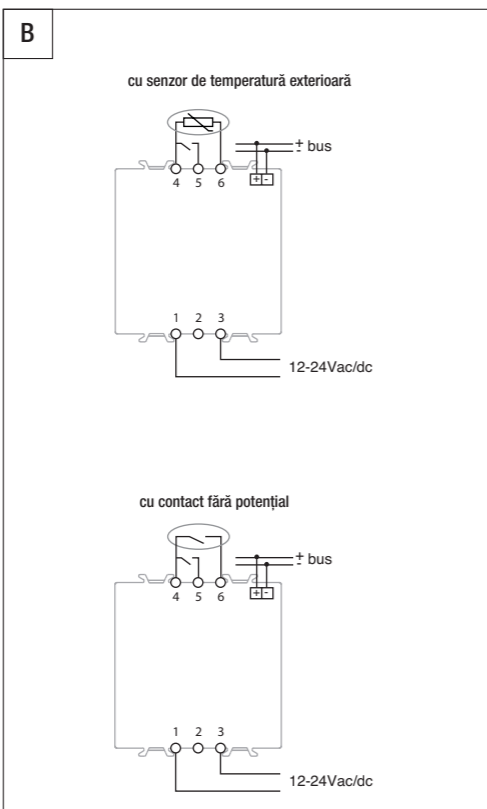 B
cu senzor de temperatură exterioară
+
- bus
4 5 6
+ -
1 2 3
12-24Vac/dc
cu contact fără potențial
+
- bus
4 5 6
+ -
1 2 3
12-24Vac/dc